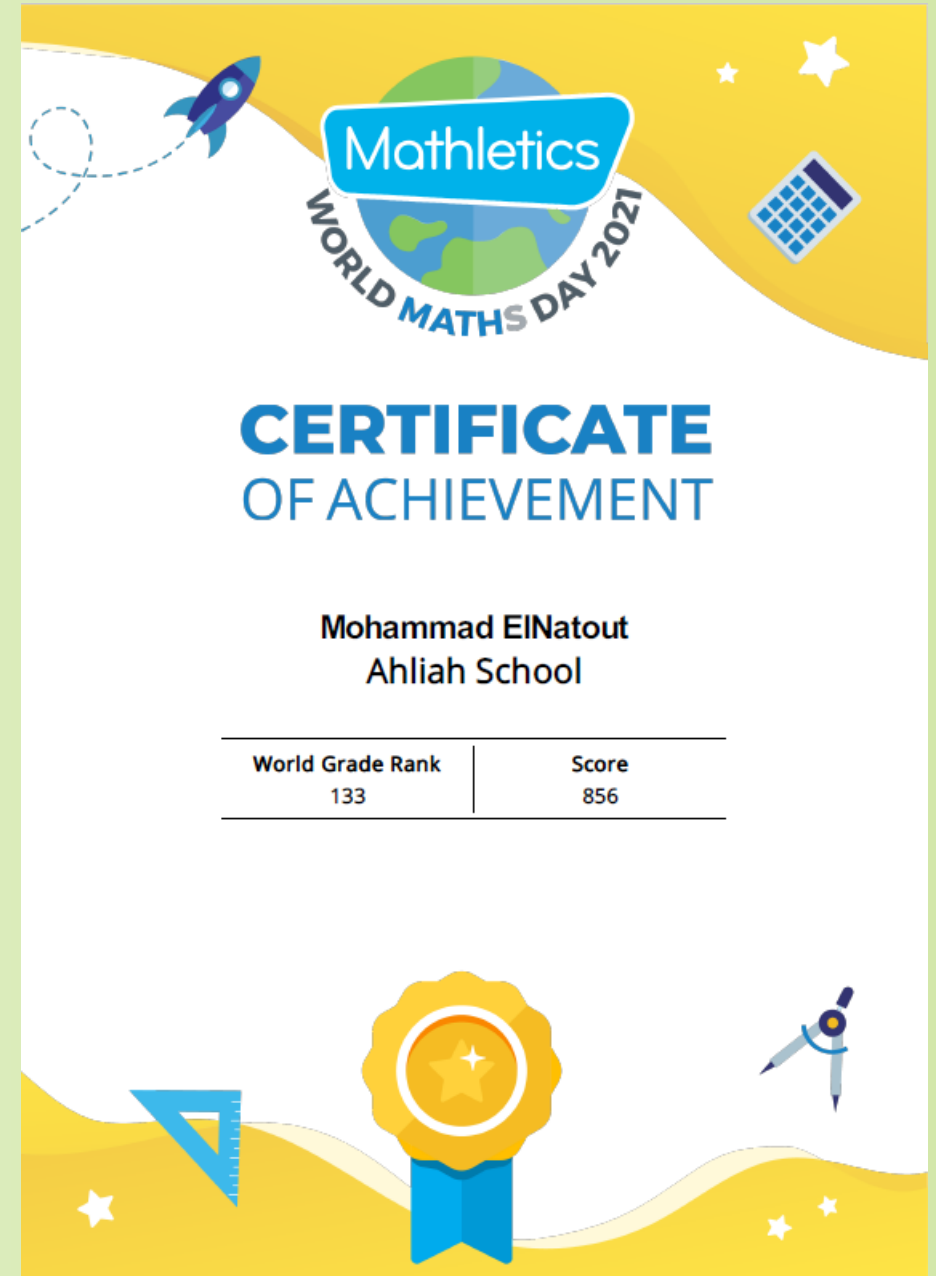 Mathletics
WORLD MATHS DAY 2021
CERTIFICATE
OF ACHIEVEMENT
Mohammad ElNatout
Ahliah School
World Grade Rank Score
133 856